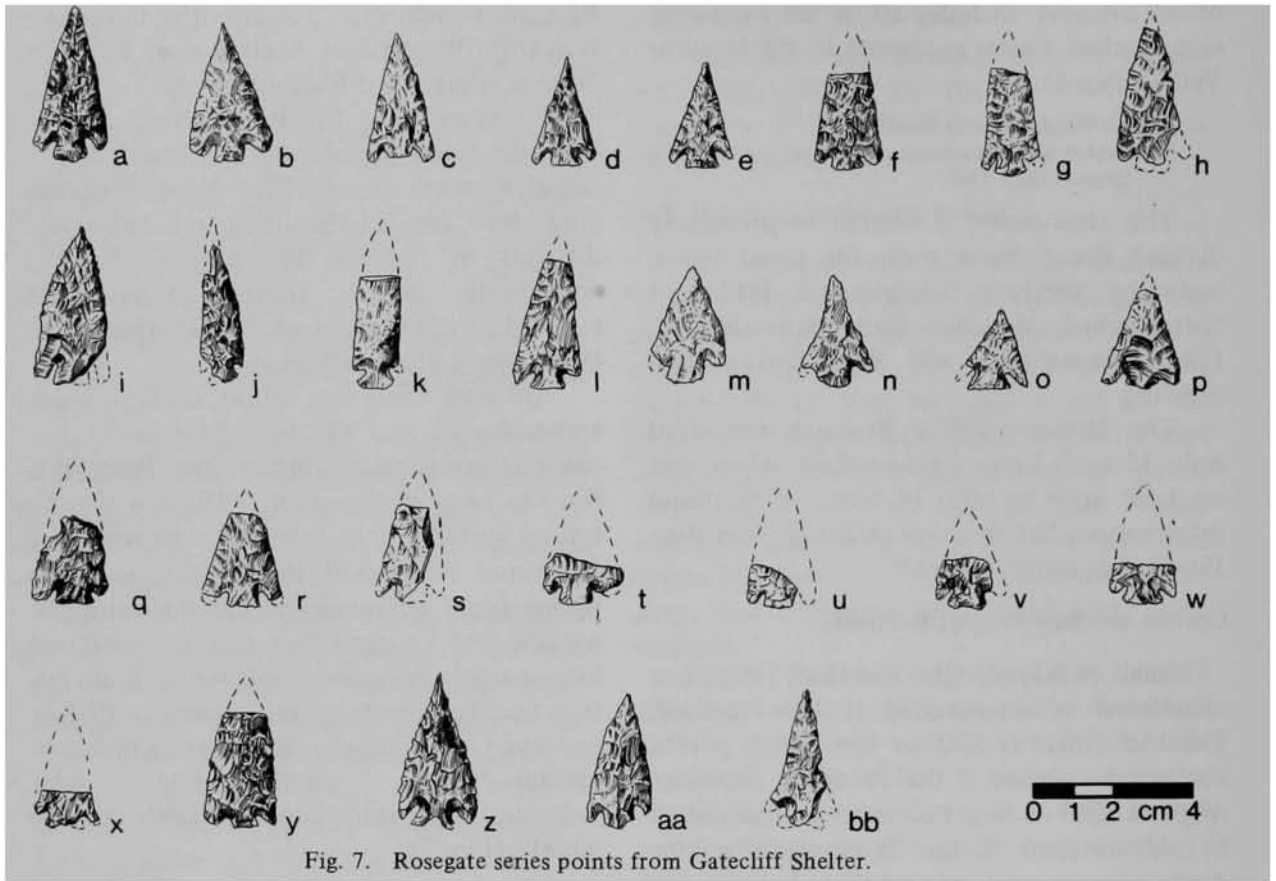 a b c d e f g h
i j k l m n o p
q r s t u v w
x y z aa bb
0 1 2 cm 4
Fig. 7. Rosegate series points from Gatecliff Shelter.